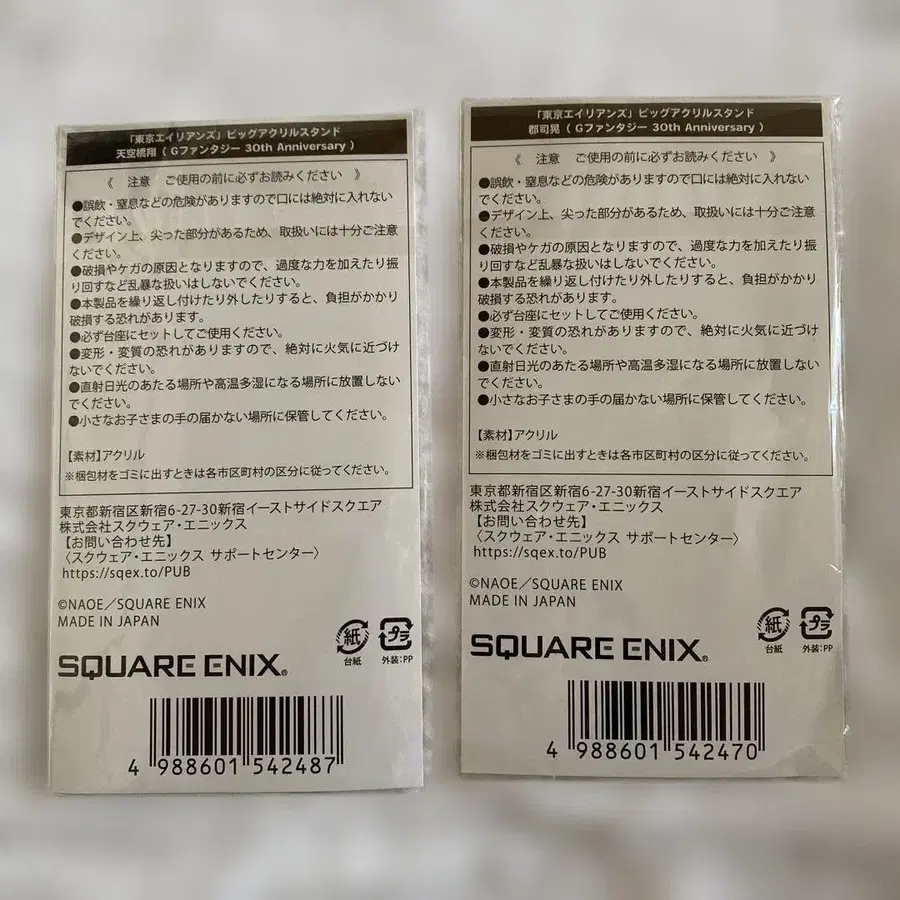 「東京エイリアンズ」ビッグアクリルスタンド
天空橋翔（Gファンタジー 30th Anniversary）
《 注意 ご使用の前に必ずお読みください 》
●誤飲・窒息などの危険がありますので口には絶対に入れない
でください。
●デザイン上、尖った部分があるため、取扱いには十分ご注意
ください。
●破損やケガの原因となりますので、過度な力を加えたり振
り回すなど乱暴な扱いはしないでください。
●本製品を繰り返し付けたり外したりすると、負担がかかり
破損する恐れがあります。
●必ず台座にセットしてご使用ください。
●変形・変質の恐れがありますので、絶対に火気に近づけ
ないでください。
●直射日光のあたる場所や高温多湿になる場所に放置しない
でください。
●小さなお子さまの手の届かない場所に保管してください。
【素材】アクリル
※梱包材をゴミに出すときは各市区町村の区分に従ってください。
東京都新宿区新宿6-27-30新宿イーストサイドスクエア
株式会社スクウェア・エニックス
【お問い合わせ先】
〈スクウェア・エニックス サポートセンター〉
https://sqex.to/PUB
©NAOE／SQUARE ENIX
MADE IN JAPAN
紙
台紙
プラ
外装:PP
SQUARE ENIX®
4 988601 542487
「東京エイリアンズ」ビッグアクリルスタンド
郡司晃（Gファンタジー 30th Anniversary）
《 注意 ご使用の前に必ずお読みください 》
●誤飲・窒息などの危険がありますので口には絶対に入れない
でください。
●デザイン上、尖った部分があるため、取扱いには十分ご注意
ください。
●破損やケガの原因となりますので、過度な力を加えたり振
り回すなど乱暴な扱いはしないでください。
●本製品を繰り返し付けたり外したりすると、負担がかかり
破損する恐れがあります。
●必ず台座にセットしてご使用ください。
●変形・変質の恐れがありますので、絶対に火気に近づけ
ないでください。
●直射日光のあたる場所や高温多湿になる場所に放置しない
でください。
●小さなお子さまの手の届かない場所に保管してください。
【素材】アクリル
※梱包材をゴミに出すときは各市区町村の区分に従ってください。
東京都新宿区新宿6-27-30新宿イーストサイドスクエア
株式会社スクウェア・エニックス
【お問い合わせ先】
〈スクウェア・エニックス サポートセンター〉
https://sqex.to/PUB
©NAOE／SQUARE ENIX
MADE IN JAPAN
紙
台紙
プラ
外装:PP
SQUARE ENIX®
4 988601 542470